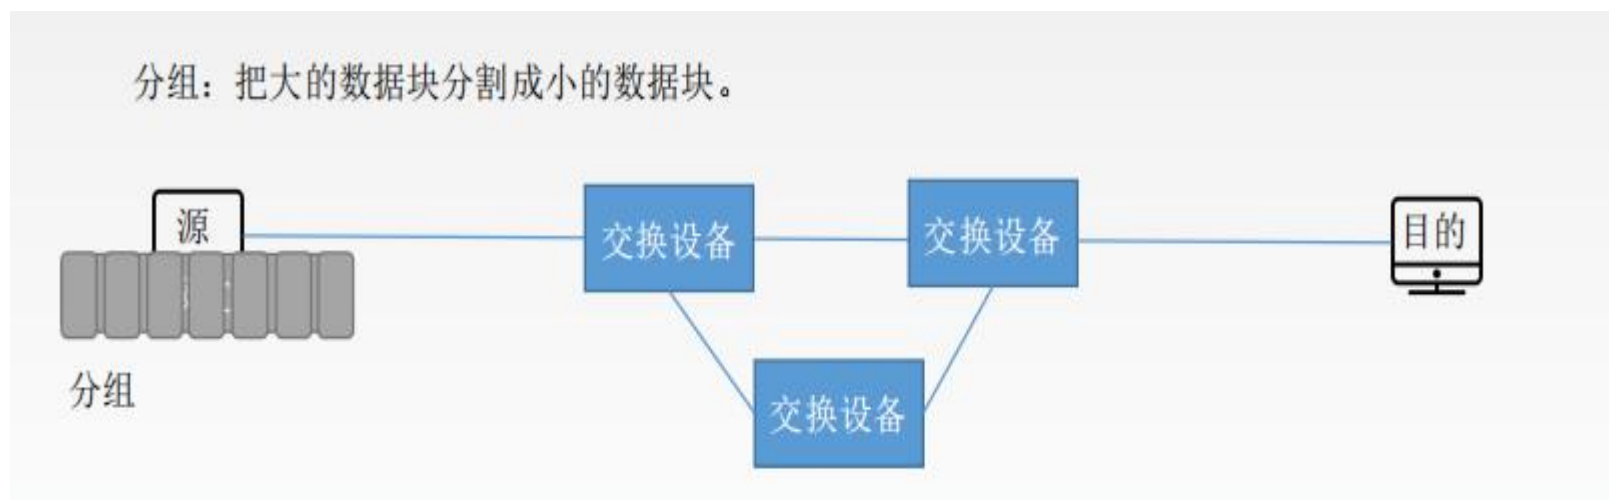 分组：把大的数据块分割成小的数据块。
源
交换设备
交换设备
目的
分组
交换设备